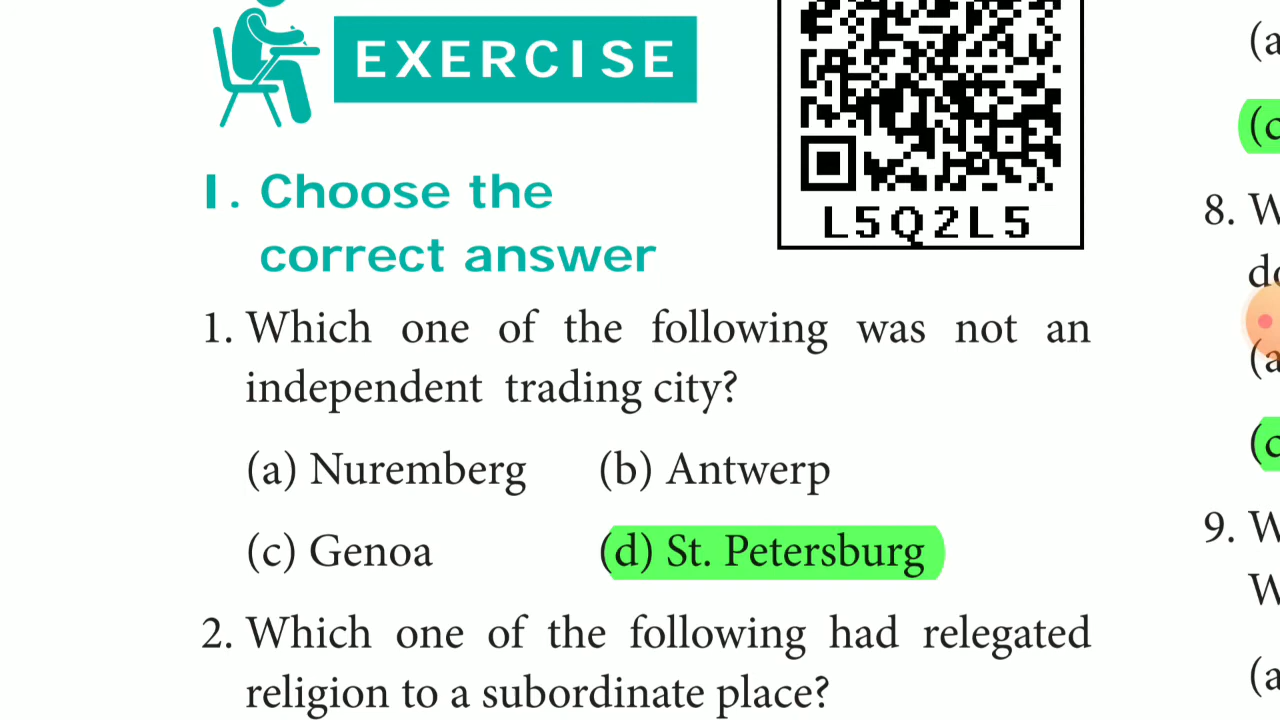 EXERCISE
L5Q2L5
I. Choose the
correct answer
1. Which one of the following was not an
independent trading city?
(a) Nuremberg (b) Antwerp
(c) Genoa (d) St. Petersburg
2. Which one of the following had relegated
religion to a subordinate place?
(a
(c
8. W
do
(a
(c
9. W
W
(a